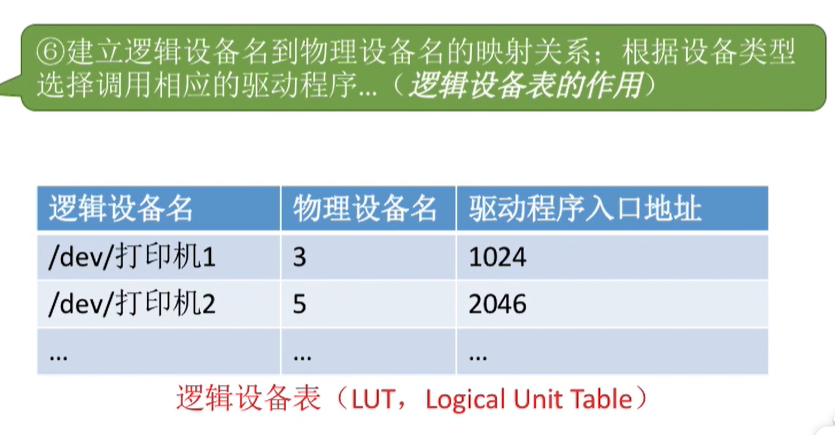 ⑥建立逻辑设备名到物理设备名的映射关系；根据设备类型
选择调用相应的驱动程序…（逻辑设备表的作用）
逻辑设备名 物理设备名 驱动程序入口地址
/dev/打印机1 3 1024
/dev/打印机2 5 2046
… … …
逻辑设备表（LUT，Logical Unit Table）